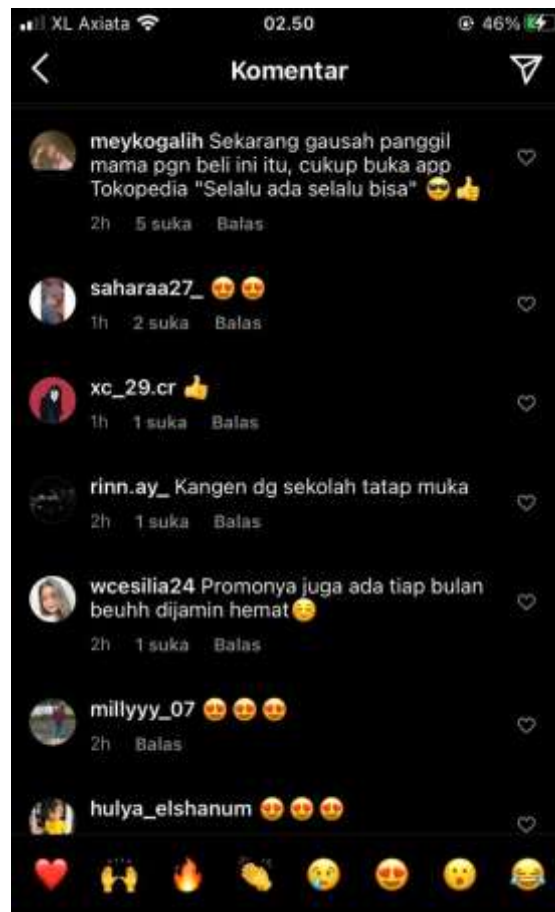 XL Axiata 02.50 46%
Komentar
meykogalih Sekarang gausah panggil
mama pgn beli ini itu, cukup buka app
Tokopedia "Selalu ada selalu bisa" 😎👍
2h 5 suka Balas
saharaa27_ 😍😍
1h 2 suka Balas
xc_29.cr 👍
1h 1 suka Balas
rinn.ay_ Kangen dg sekolah tatap muka
2h 1 suka Balas
wcesilia24 Promonya juga ada tiap bulan
beuhh dijamin hemat☺️
2h 1 suka Balas
millyyy_07 😍😍😍
2h Balas
hulya_elshanum 😍😍😍
❤️🙌🔥👏😢😍😮😂